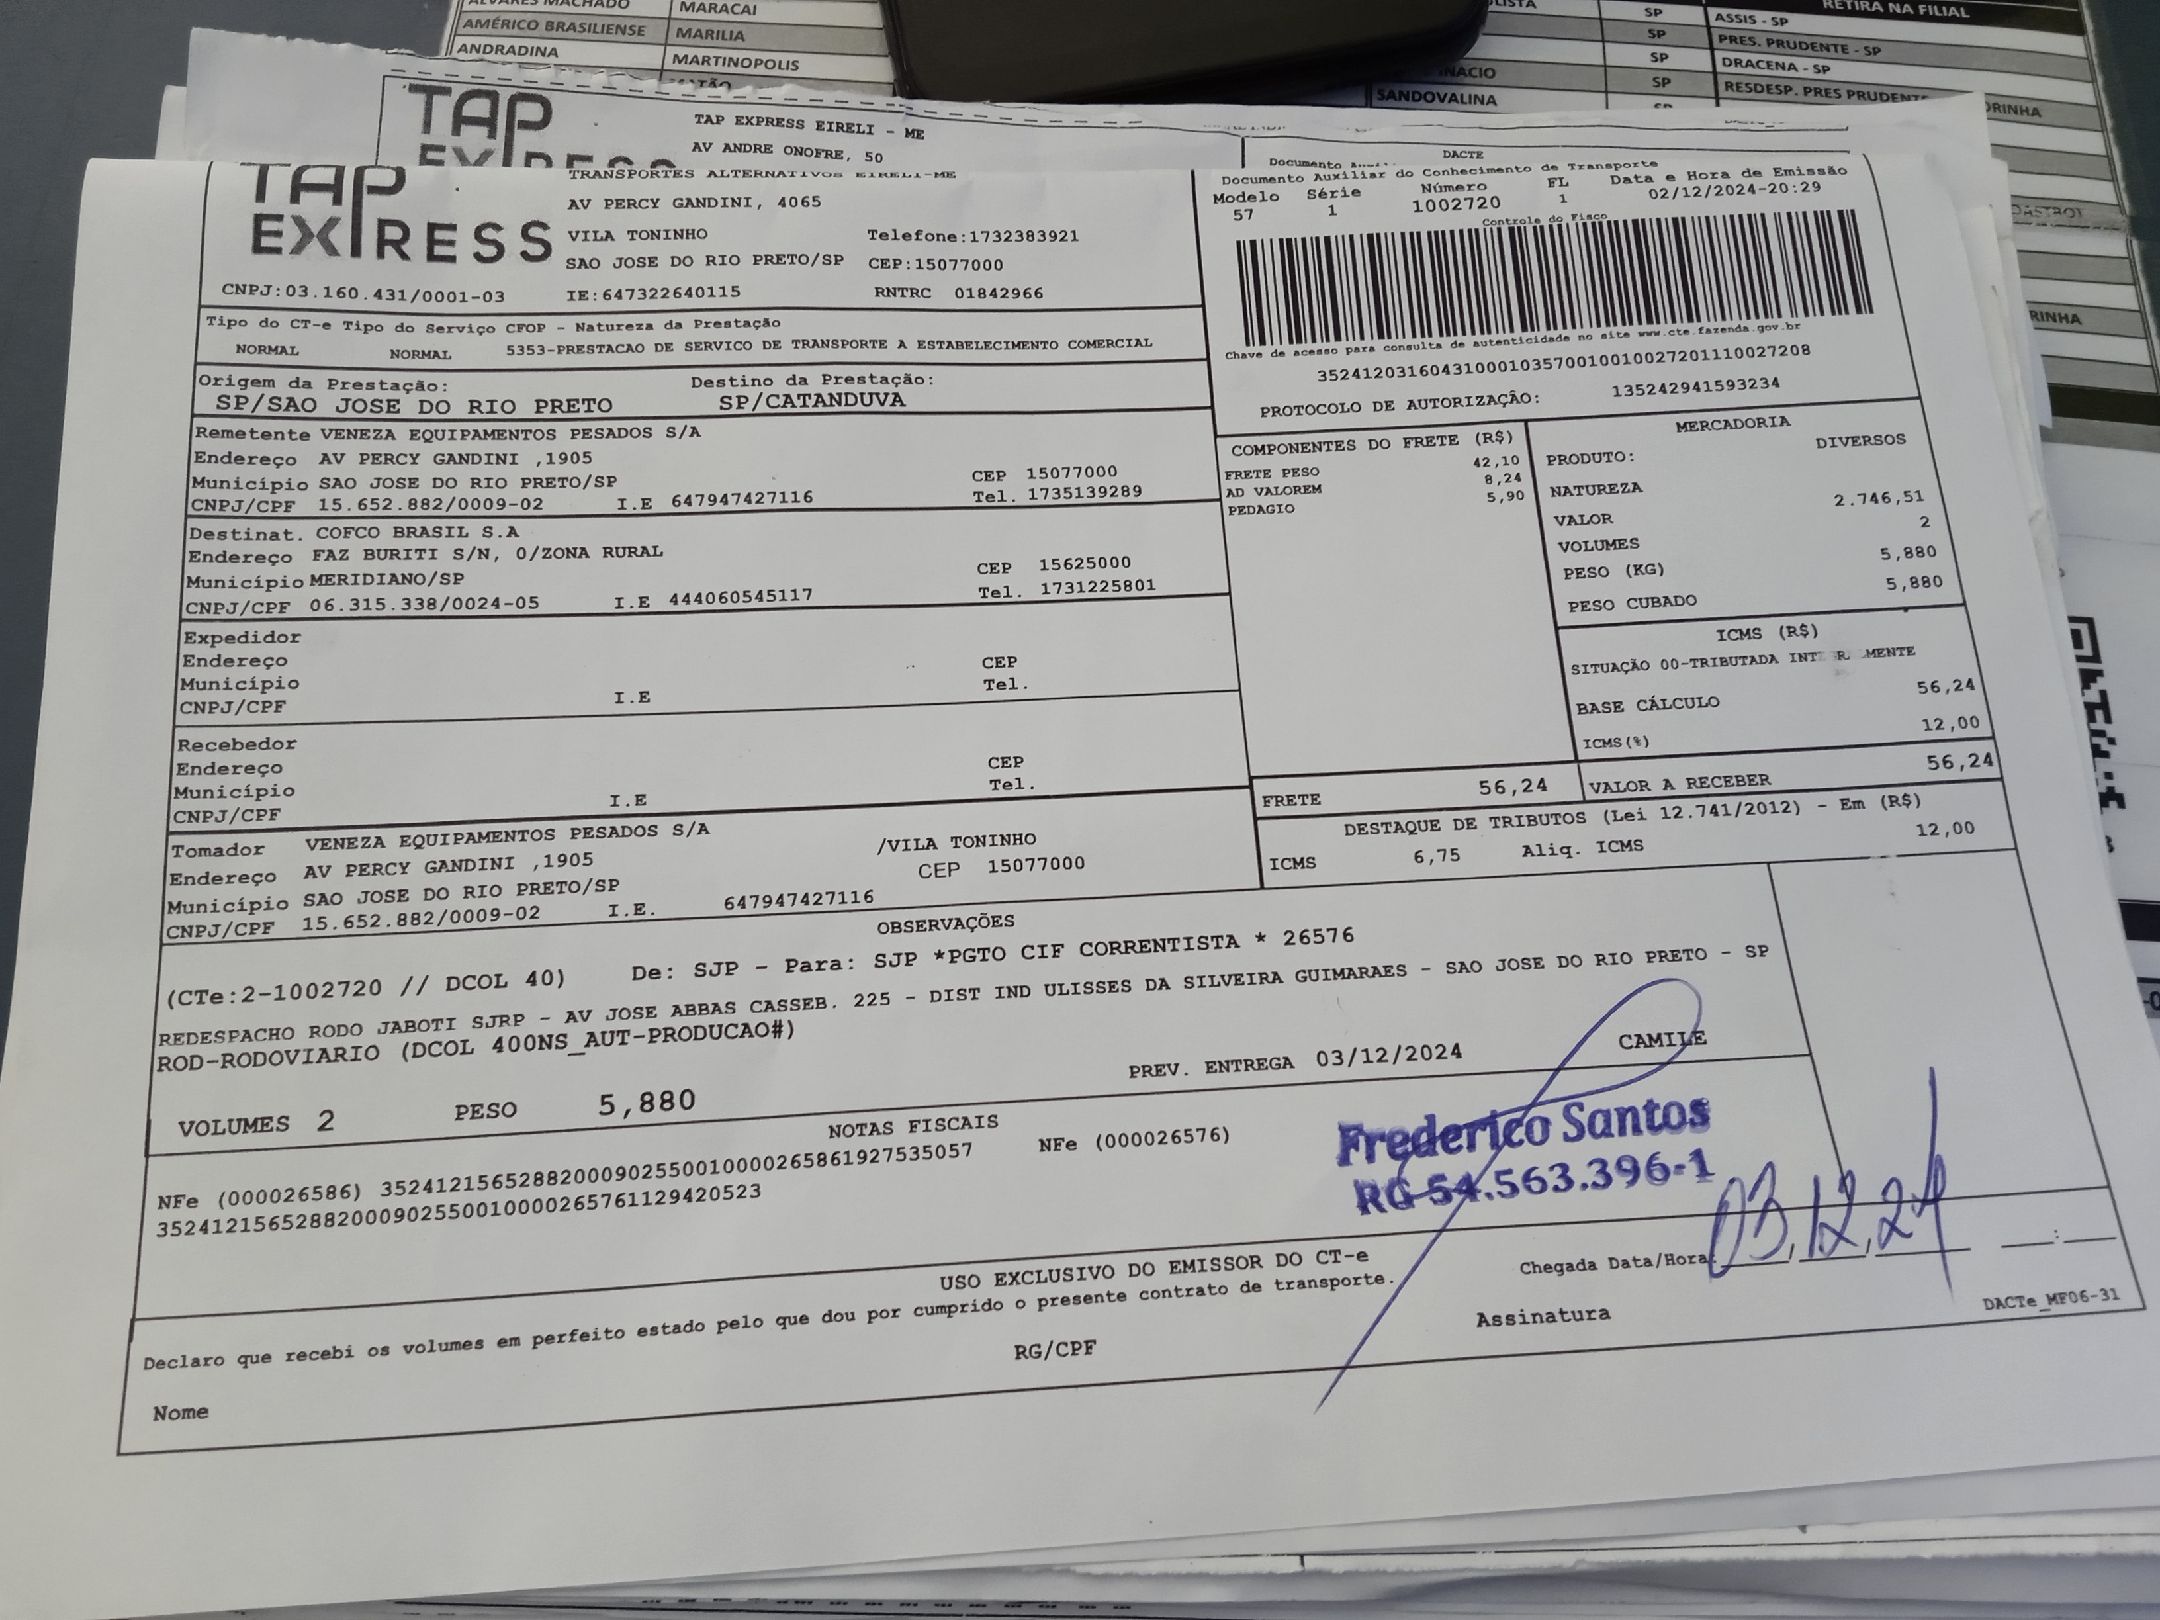 ALVARES MACHADO MARACAI
AMÉRICO BRASILIENSE MARILIA
ANDRADINA MARTINOPOLIS
SP ASSIS - SP RETIRA NA FILIAL
SP PRES. PRUDENTE - SP
SP DRACENA - SP
SANDOVALINA SP RESDESP. PRES PRUDENTE
TAP EXPRESS EIRELI - ME
AV ANDRE ONOFRE, 50
DACTE
TAP
EXPRESS
TRANSPORTES ALTERNATIVOS EIRELI-ME
AV PERCY GANDINI, 4065
VILA TONINHO Telefone:1732383921
SAO JOSE DO RIO PRETO/SP CEP:15077000
CNPJ:03.160.431/0001-03 IE:647322640115 RNTRC 01842966
Documento Auxiliar do Conhecimento de Transporte
Modelo Série Número FL Data e Hora de Emissão
57 1 1002720 1 02/12/2024-20:29
Controle do Fisco
Chave de acesso para consulta de autenticidade no site www.cte.fazenda.gov.br
35241203160431000103570010010027201110027208
PROTOCOLO DE AUTORIZAÇÃO: 135242941593234
Tipo do CT-e Tipo do Serviço CFOP - Natureza da Prestação
NORMAL NORMAL 5353-PRESTACAO DE SERVICO DE TRANSPORTE A ESTABELECIMENTO COMERCIAL
Origem da Prestação: Destino da Prestação:
SP/SAO JOSE DO RIO PRETO SP/CATANDUVA
Remetente VENEZA EQUIPAMENTOS PESADOS S/A
Endereço AV PERCY GANDINI ,1905
Município SAO JOSE DO RIO PRETO/SP CEP 15077000
CNPJ/CPF 15.652.882/0009-02 I.E 647947427116 Tel. 1735139289
Destinat. COFCO BRASIL S.A
Endereço FAZ BURITI S/N, 0/ZONA RURAL
Município MERIDIANO/SP CEP 15625000
CNPJ/CPF 06.315.338/0024-05 I.E 444060545117 Tel. 1731225801
Expedidor
Endereço CEP
Município Tel.
CNPJ/CPF I.E
Recebedor
Endereço CEP
Município Tel.
CNPJ/CPF I.E
Tomador VENEZA EQUIPAMENTOS PESADOS S/A
Endereço AV PERCY GANDINI ,1905 /VILA TONINHO
Município SAO JOSE DO RIO PRETO/SP CEP 15077000
CNPJ/CPF 15.652.882/0009-02 I.E. 647947427116
COMPONENTES DO FRETE (R$)
FRETE PESO 42,10
AD VALOREM 8,24
PEDAGIO 5,90
MERCADORIA
PRODUTO: DIVERSOS
NATUREZA
VALOR 2.746,51
VOLUMES 2
PESO (KG) 5,880
PESO CUBADO 5,880
ICMS (R$)
SITUAÇÃO 00-TRIBUTADA
BASE CÁLCULO 56,24
ICMS(%) 12,00
FRETE 56,24 VALOR A RECEBER 56,24
DESTAQUE DE TRIBUTOS (Lei 12.741/2012) - Em (R$)
ICMS 6,75 Aliq. ICMS 12,00
OBSERVAÇÕES
(CTe:2-1002720 // DCOL 40) De: SJP - Para: SJP *PGTO CIF CORRENTISTA * 26576
REDESPACHO RODO JABOTI SJRP - AV JOSE ABBAS CASSEB. 225 - DIST IND ULISSES DA SILVEIRA GUIMARAES - SAO JOSE DO RIO PRETO - SP
ROD-RODOVIARIO (DCOL 400NS_AUT-PRODUCAO#)
PREV. ENTREGA 03/12/2024 CAMILE
VOLUMES 2 PESO 5,880
NOTAS FISCAIS
NFe (000026586) 35241215652882000902550010000265861927535057 NFe (000026576)
35241215652882000902550010000265761129420523
Frederico Santos
RG 54.563.396-1
03,12,24
USO EXCLUSIVO DO EMISSOR DO CT-e
Declaro que recebi os volumes em perfeito estado pelo que dou por cumprido o presente contrato de transporte.
Chegada Data/Hora:
Nome RG/CPF Assinatura
DACTe_MF06-31